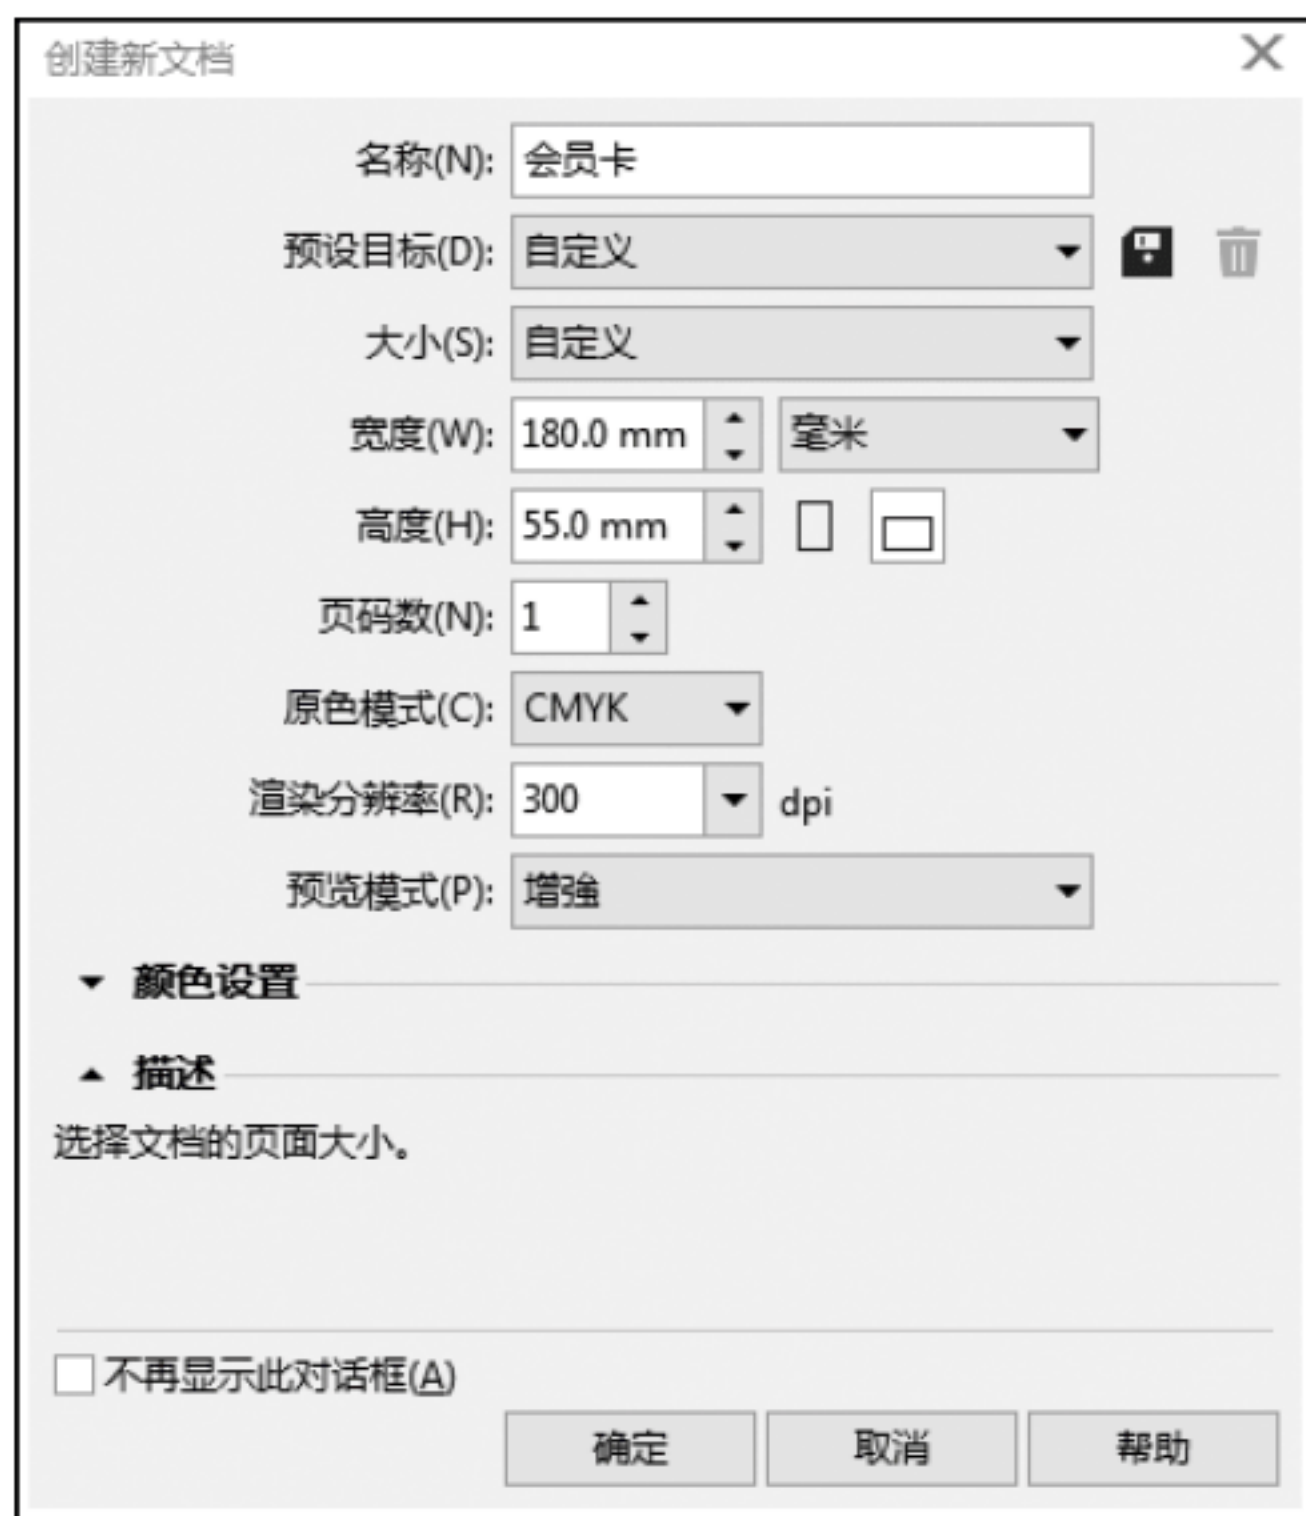 创建新文档
名称(N): 会员卡
预设目标(D): 自定义
大小(S): 自定义
宽度(W): 180.0 mm 毫米
高度(H): 55.0 mm
页码数(N): 1
原色模式(C): CMYK
渲染分辨率(R): 300 dpi
预览模式(P): 增強
颜色设置
描述
选择文档的页面大小。
不再显示此对话框(A)
确定 取消 帮助